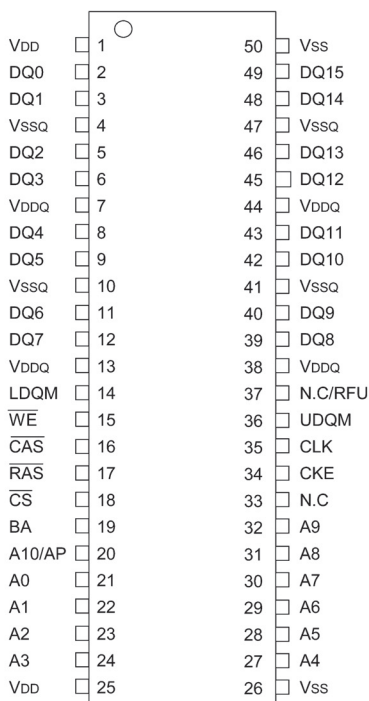 VDD 1 50 VSS
DQ0 2 49 DQ15
DQ1 3 48 DQ14
VSSQ 4 47 VSSQ
DQ2 5 46 DQ13
DQ3 6 45 DQ12
VDDQ 7 44 VDDQ
DQ4 8 43 DQ11
DQ5 9 42 DQ10
VSSQ 10 41 VSSQ
DQ6 11 40 DQ9
DQ7 12 39 DQ8
VDDQ 13 38 VDDQ
LDQM 14 37 N.C/RFU
W̅E̅ 15 36 UDQM
C̅A̅S̅ 16 35 CLK
R̅A̅S̅ 17 34 CKE
C̅S̅ 18 33 N.C
BA 19 32 A9
A10/AP 20 31 A8
A0 21 30 A7
A1 22 29 A6
A2 23 28 A5
A3 24 27 A4
VDD 25 26 VSS